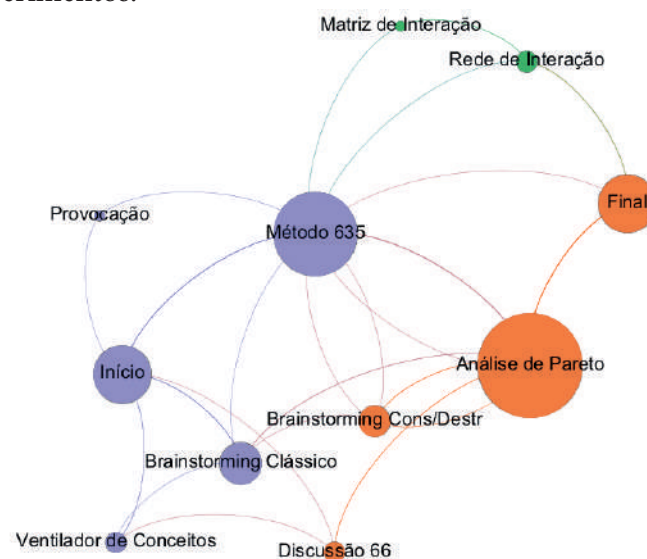 Matriz de Interação
Rede de Interação
Final
Provocação
Método 635
Início
Análise de Pareto
Brainstorming Cons/Destr
Brainstorming Clássico
Ventilador de Conceitos
Discussão 66